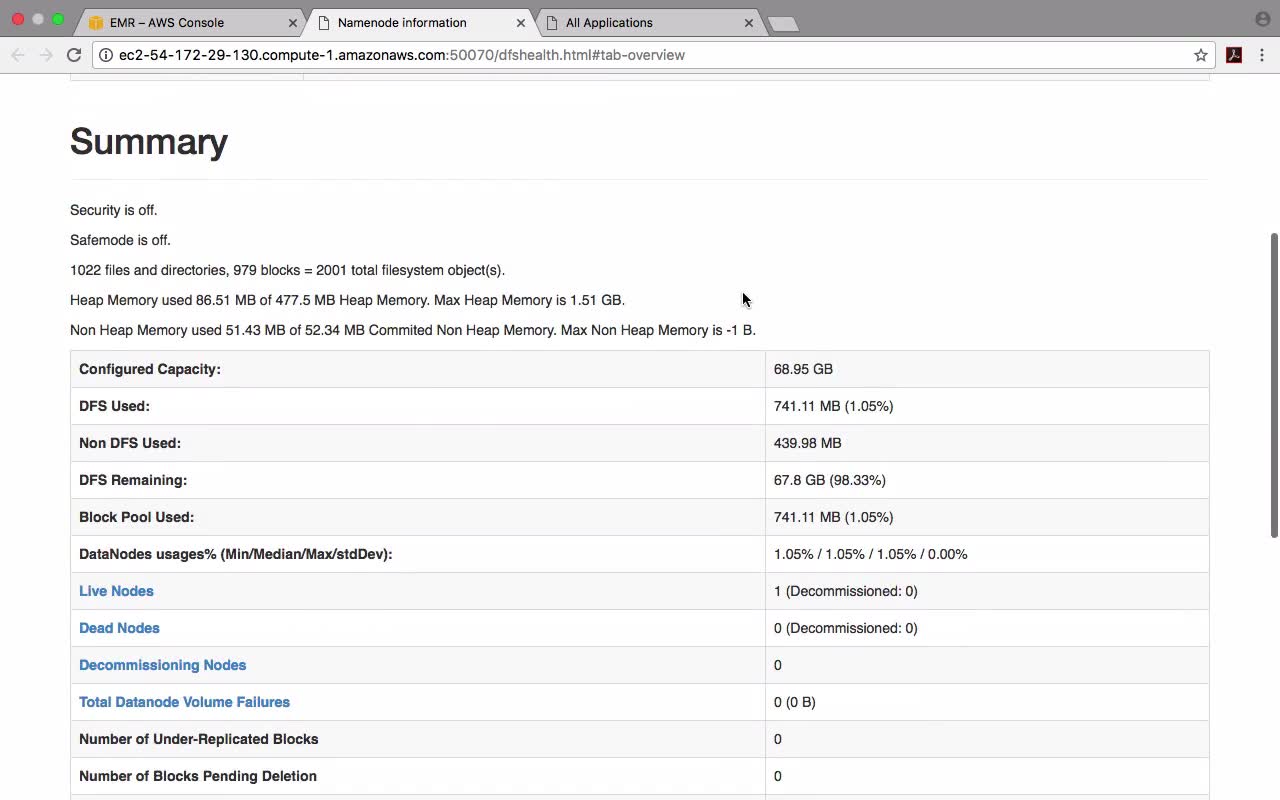 EMR – AWS Console
Namenode information
All Applications
ec2-54-172-29-130.compute-1.amazonaws.com:50070/dfshealth.html#tab-overview
Summary
Security is off.
Safemode is off.
1022 files and directories, 979 blocks = 2001 total filesystem object(s).
Heap Memory used 86.51 MB of 477.5 MB Heap Memory. Max Heap Memory is 1.51 GB.
Non Heap Memory used 51.43 MB of 52.34 MB Commited Non Heap Memory. Max Non Heap Memory is -1 B.
Configured Capacity: 68.95 GB
DFS Used: 741.11 MB (1.05%)
Non DFS Used: 439.98 MB
DFS Remaining: 67.8 GB (98.33%)
Block Pool Used: 741.11 MB (1.05%)
DataNodes usages% (Min/Median/Max/stdDev): 1.05% / 1.05% / 1.05% / 0.00%
Live Nodes 1 (Decommissioned: 0)
Dead Nodes 0 (Decommissioned: 0)
Decommissioning Nodes 0
Total Datanode Volume Failures 0 (0 B)
Number of Under-Replicated Blocks 0
Number of Blocks Pending Deletion 0